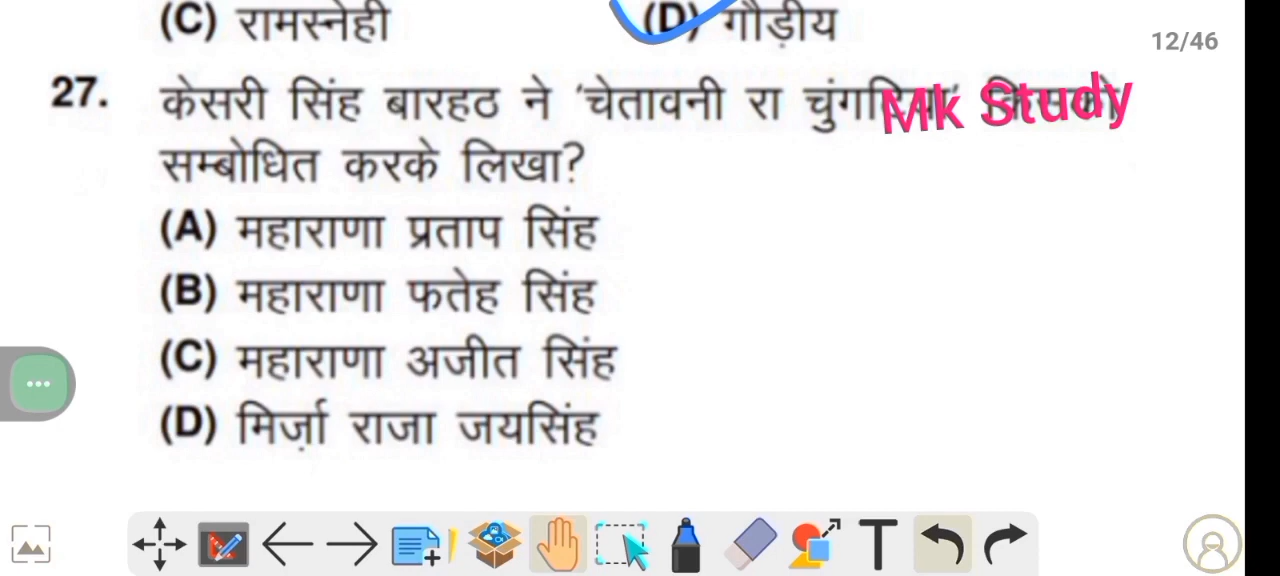 (C) रामस्नेही (D) गौड़ीय
12/46
27. केसरी सिंह बारहठ ने 'चेतावनी रा Mk Study
सम्बोधित करके लिखा?
(A) महाराणा प्रताप सिंह
(B) महाराणा फतेह सिंह
(C) महाराणा अजीत सिंह
(D) मिर्ज़ा राजा जयसिंह